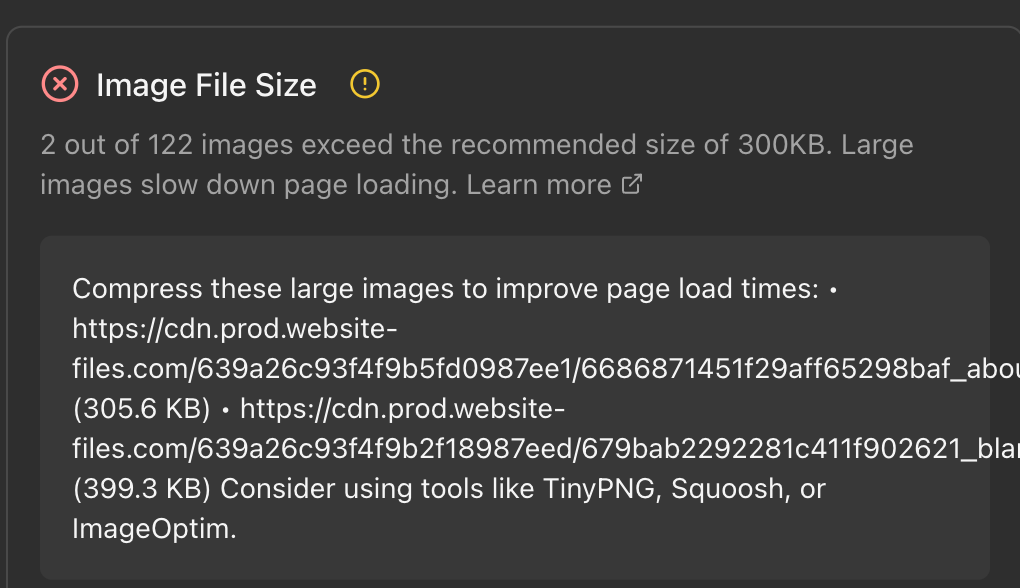 Image File Size
2 out of 122 images exceed the recommended size of 300KB. Large
images slow down page loading. Learn more
Compress these large images to improve page load times: •
https://cdn.prod.website-
files.com/639a26c93f4f9b5fd0987ee1/6686871451f29aff65298baf_abou
(305.6 KB) • https://cdn.prod.website-
files.com/639a26c93f4f9b2f18987eed/679bab2292281c411f902621_blan
(399.3 KB) Consider using tools like TinyPNG, Squoosh, or
ImageOptim.